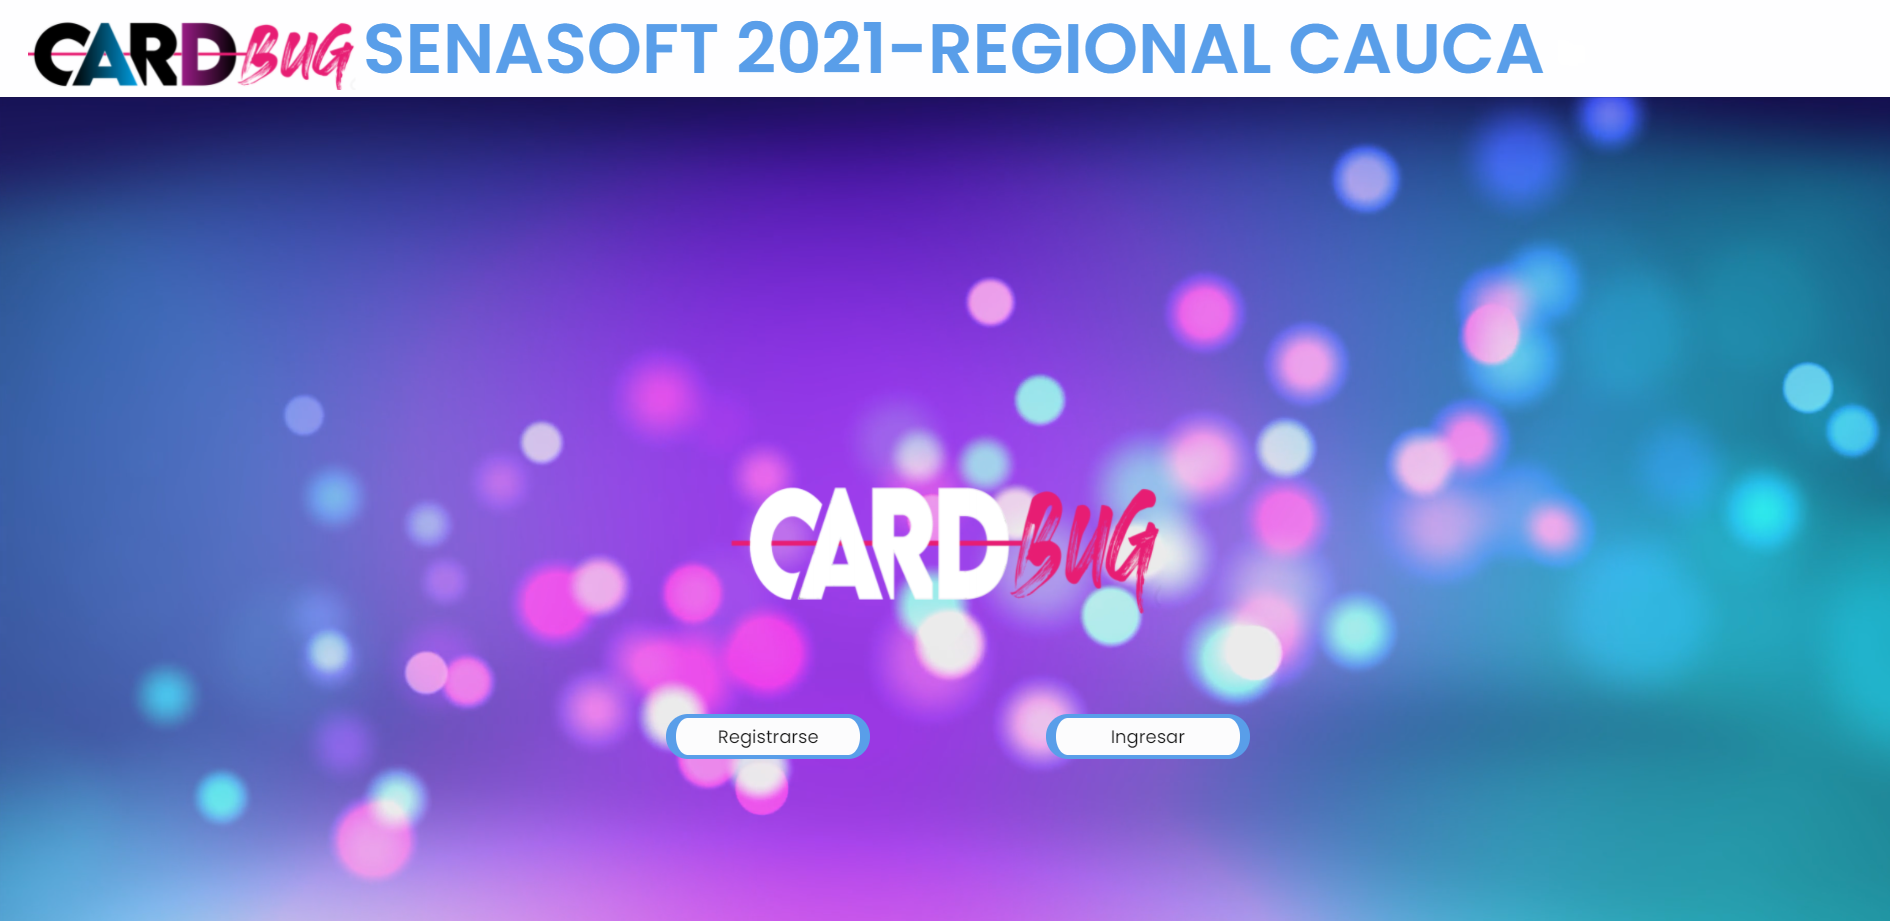 CARDBUG SENASOFT 2021-REGIONAL CAUCA
CARDBUG
Registrarse Ingresar